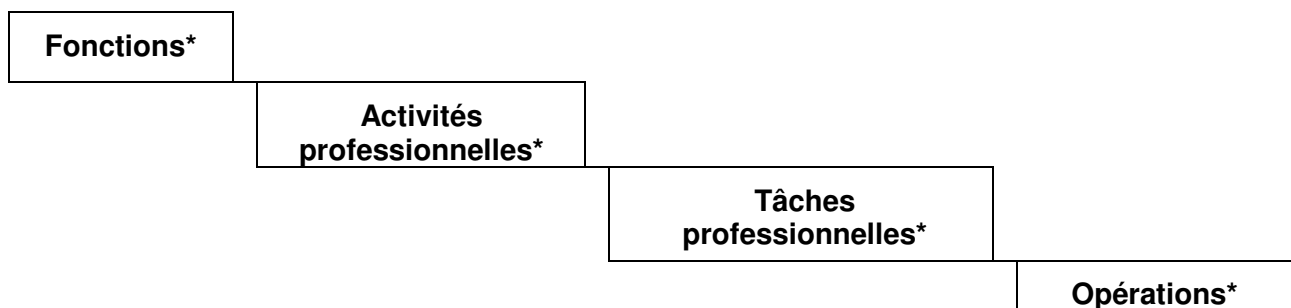 Fonctions*
Activités
professionnelles*
Tâches
professionnelles*
Opérations*